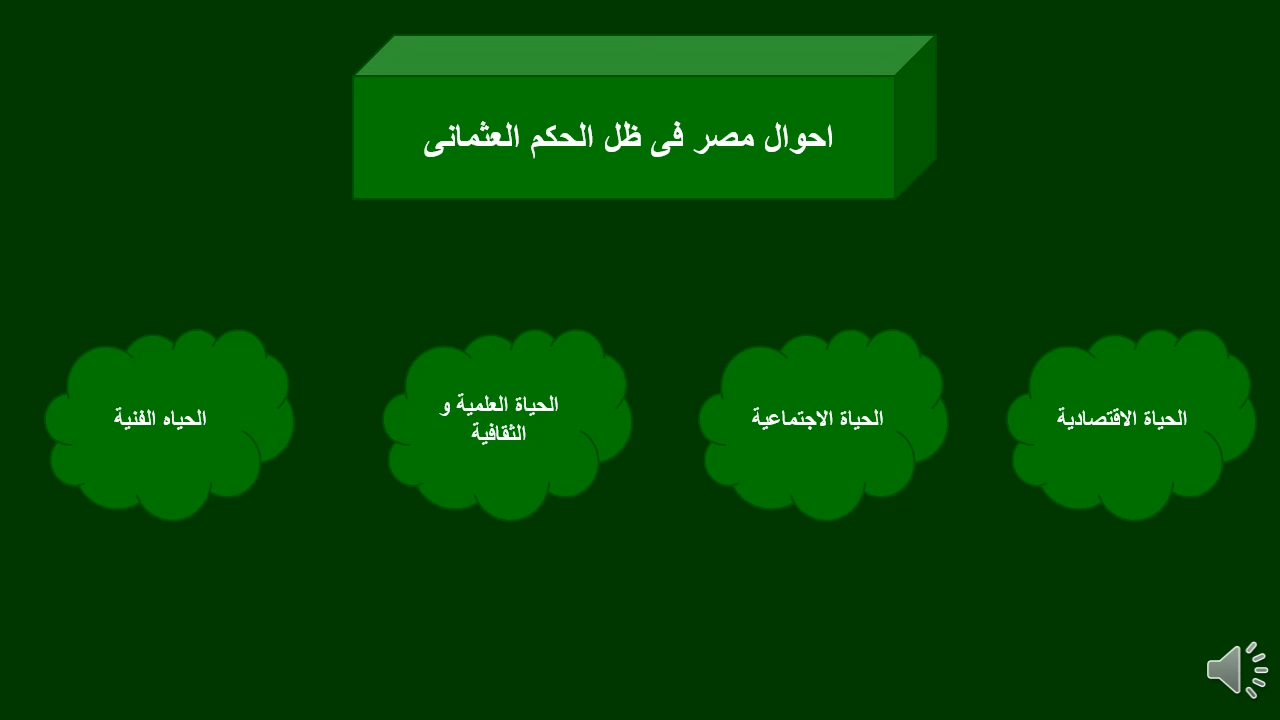 احوال مصر فى ظل الحكم العثمانى
الحياة الاقتصادية
الحياة الاجتماعية
الحياة العلمية و
الثقافية
الحياه الفنية